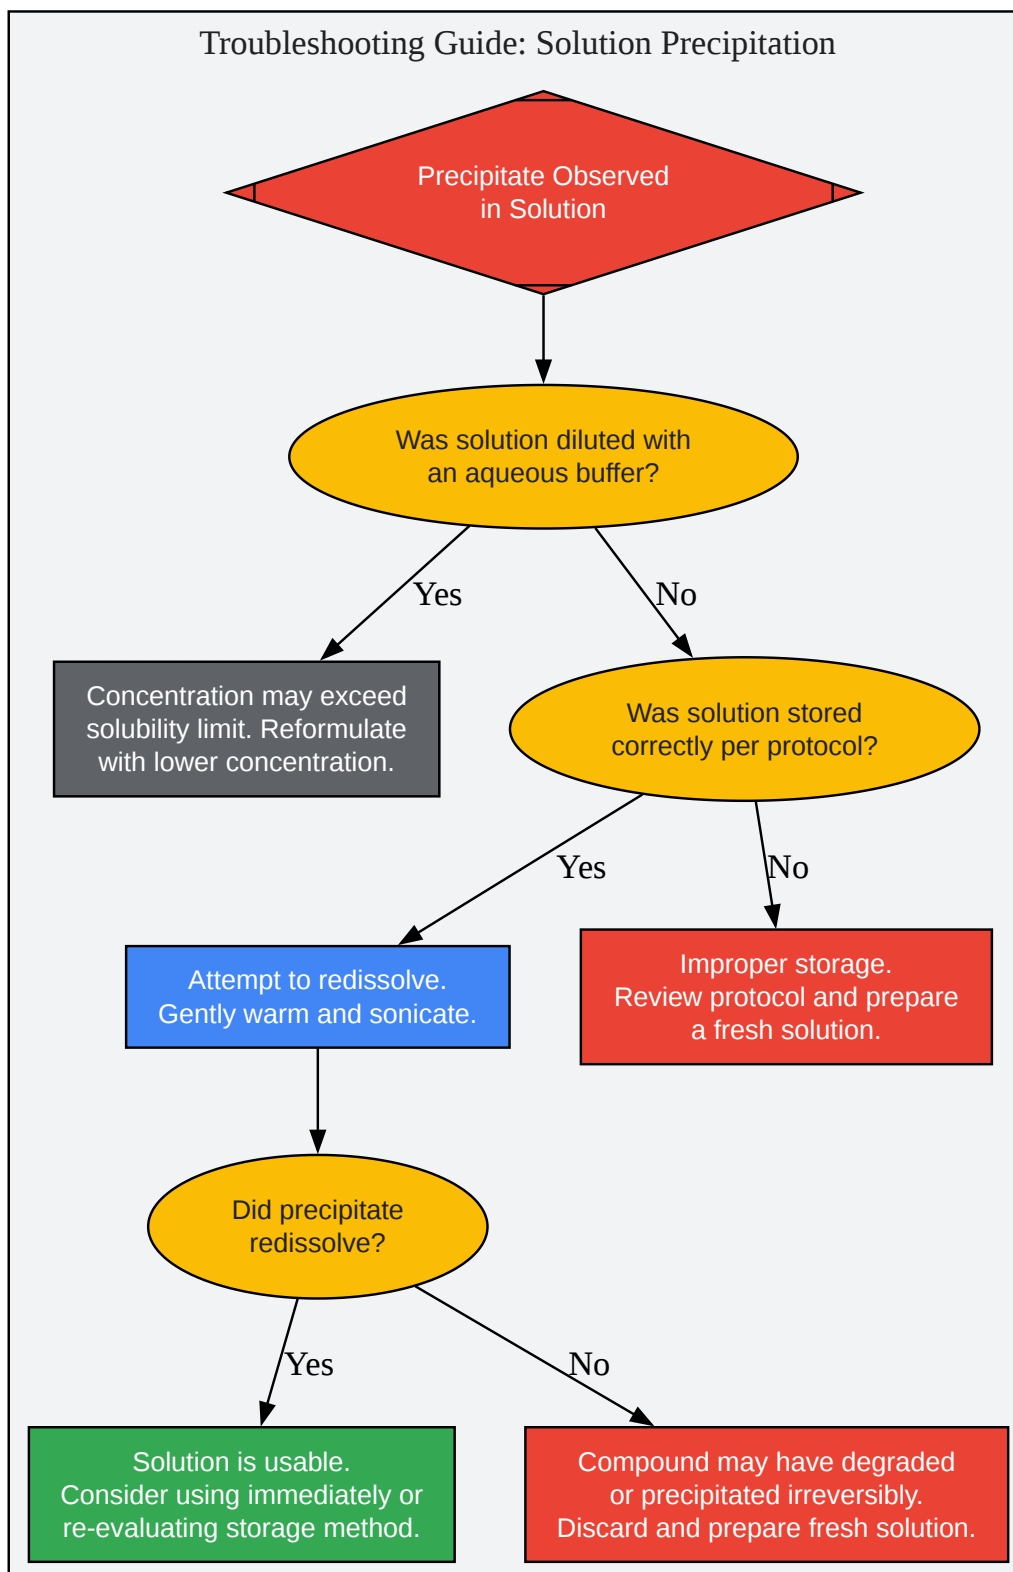 Troubleshooting Guide: Solution Precipitation
Precipitate Observed
in Solution
Was solution diluted with
an aqueous buffer?
Yes
No
Concentration may exceed
solubility limit. Reformulate
with lower concentration.
Was solution stored
correctly per protocol?
Yes
No
Attempt to redissolve.
Gently warm and sonicate.
Improper storage.
Review protocol and prepare
a fresh solution.
Did precipitate
redissolve?
Yes
No
Solution is usable.
Consider using immediately or
re-evaluating storage method.
Compound may have degraded
or precipitated irreversibly.
Discard and prepare fresh solution.